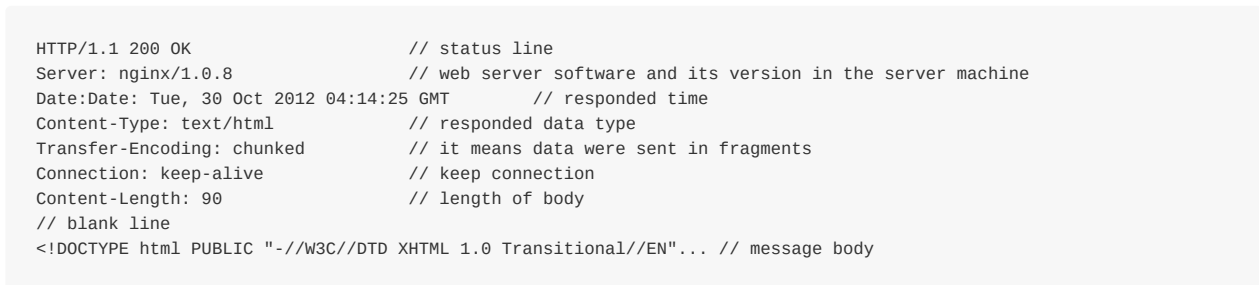 HTTP/1.1 200 OK // status line
Server: nginx/1.0.8 // web server software and its version in the server machine
Date:Date: Tue, 30 Oct 2012 04:14:25 GMT // responded time
Content-Type: text/html // responded data type
Transfer-Encoding: chunked // it means data were sent in fragments
Connection: keep-alive // keep connection
Content-Length: 90 // length of body
// blank line
<!DOCTYPE html PUBLIC "-//W3C//DTD XHTML 1.0 Transitional//EN"... // message body